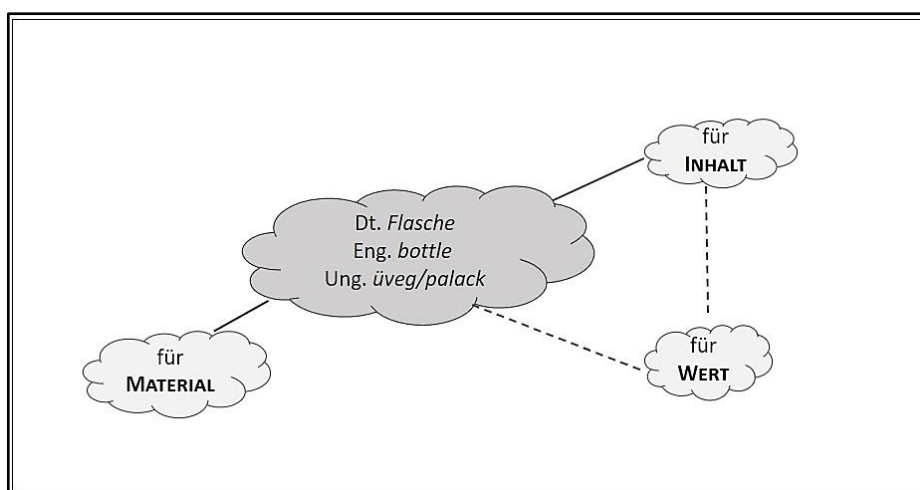 für
INHALT
Dt. Flasche
Eng. bottle
Ung. üveg/palack
für
MATERIAL
für
WERT